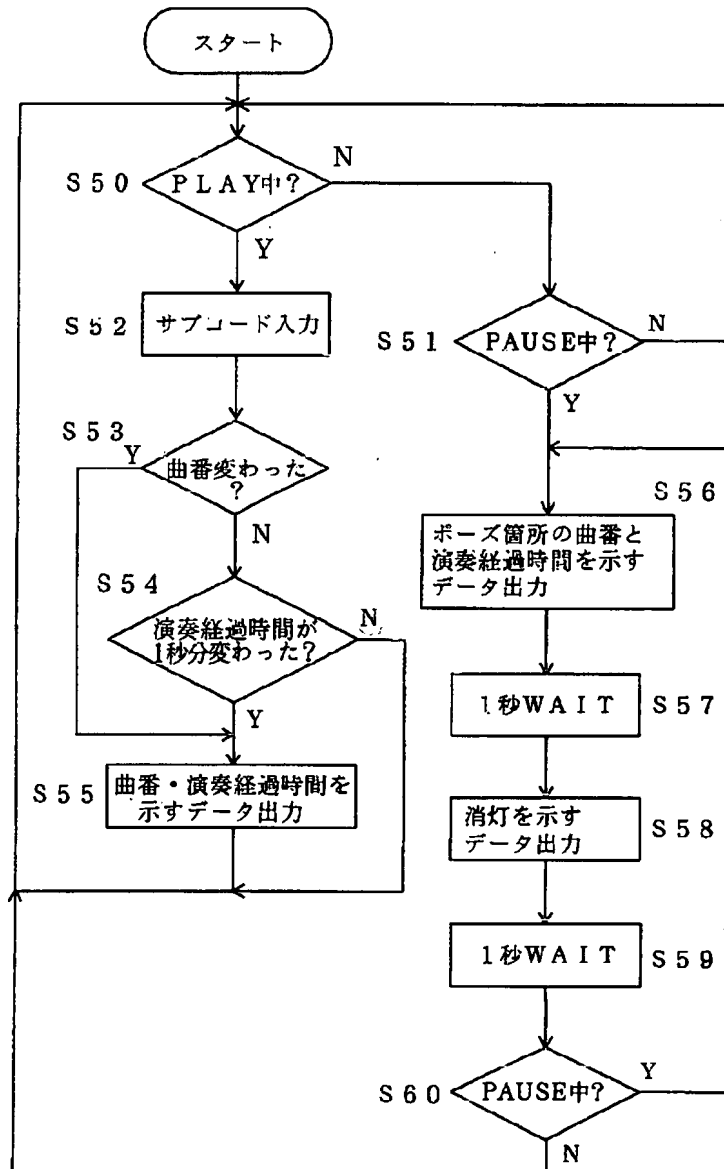 スタート
S50
PLAY中?
N
Y
S52
サブコード入力
S51
PAUSE中?
N
Y
S53
Y
曲番変わった
?
N
S54
演奏経過時間が
1秒分変わった?
N
Y
S55
曲番・演奏経過時間を
示すデータ出力
S56
ポーズ箇所の曲番と
演奏経過時間を示す
データ出力
1秒WAIT
S57
消灯を示す
データ出力
S58
1秒WAIT
S59
S60
PAUSE中?
Y
N